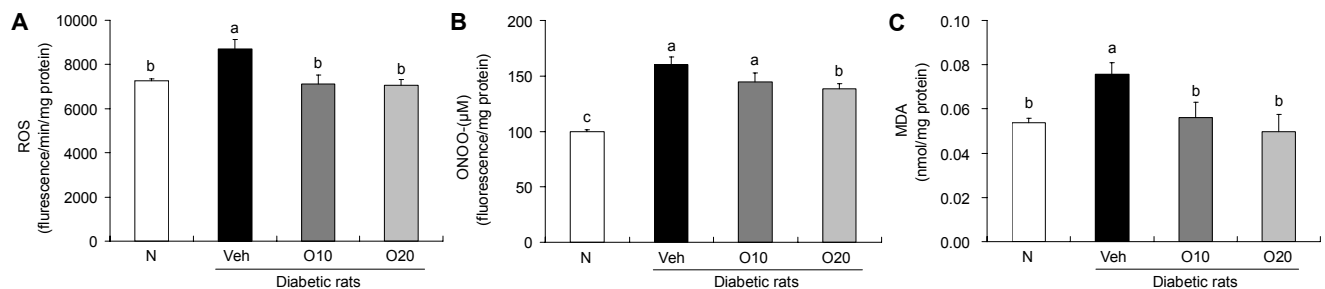 A
ROS
(flurescence/min/mg protein)
10000
8000
6000
4000
2000
0
b
a
b
b
N
Veh
O10
O20
Diabetic rats
B
ONOO-(μM)
(fluorescence/mg protein)
200
150
100
50
0
c
a
a
b
N
Veh
O10
O20
Diabetic rats
C
MDA
(nmol/mg protein)
0.10
0.08
0.06
0.04
0.02
0.00
b
a
b
b
N
Veh
O10
O20
Diabetic rats